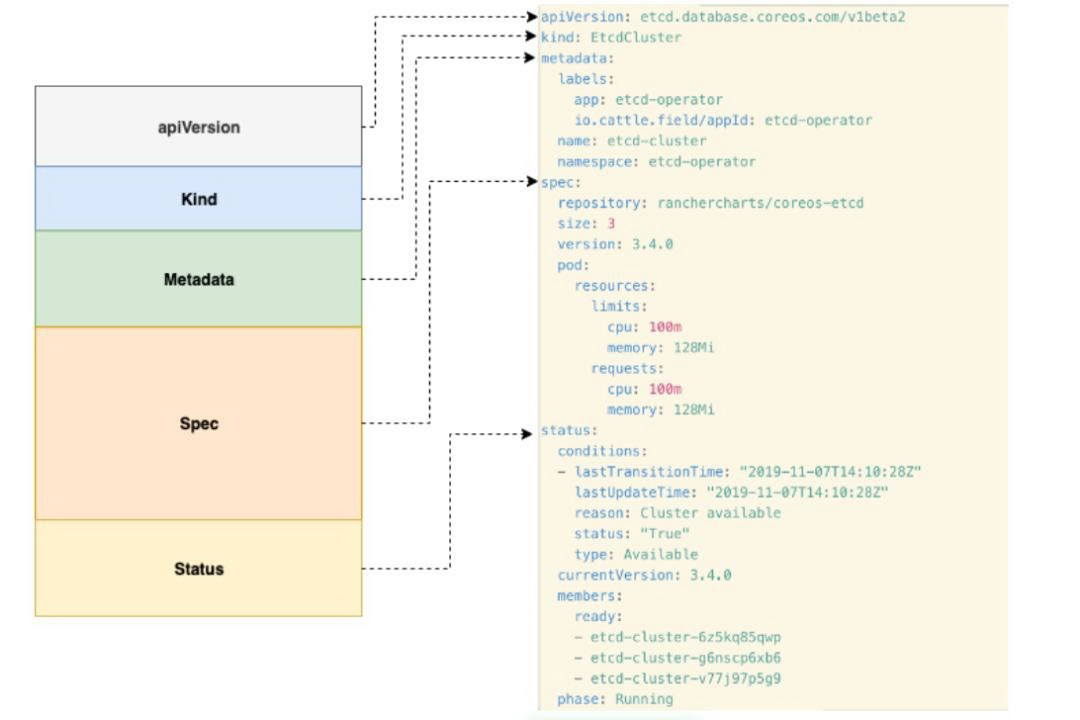 apiVersion
Kind
Metadata
Spec
Status
apiVersion: etcd.database.coreos.com/v1beta2
kind: EtcdCluster
metadata:
  labels:
    app: etcd-operator
    io.cattle.field/appId: etcd-operator
  name: etcd-cluster
  namespace: etcd-operator
spec:
  repository: ranchercharts/coreos-etcd
  size: 3
  version: 3.4.0
  pod:
    resources:
      limits:
        cpu: 100m
        memory: 128Mi
      requests:
        cpu: 100m
        memory: 128Mi
status:
  conditions:
  - lastTransitionTime: "2019-11-07T14:10:28Z"
    lastUpdateTime: "2019-11-07T14:10:28Z"
    reason: Cluster available
    status: "True"
    type: Available
  currentVersion: 3.4.0
  members:
    ready:
    - etcd-cluster-6z5kq85qwp
    - etcd-cluster-g6nscp6xb6
    - etcd-cluster-v77j97p5g9
  phase: Running